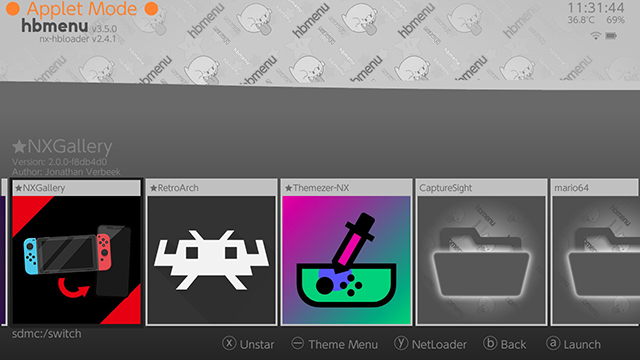 ● Applet Mode ●
hbmenu v3.5.0
nx-hbloader v2.4.1
11:31:44
36.8℃ 69%
★NXGallery
Version: 2.0.0-f8db4d0
Author: Jonathan Verbeek
★NXGallery ★RetroArch ★Themezer-NX CaptureSight mario64
sdmc:/switch
ⓧ Unstar ⊖ Theme Menu ⓨ NetLoader ⓑ Back ⓐ Launch